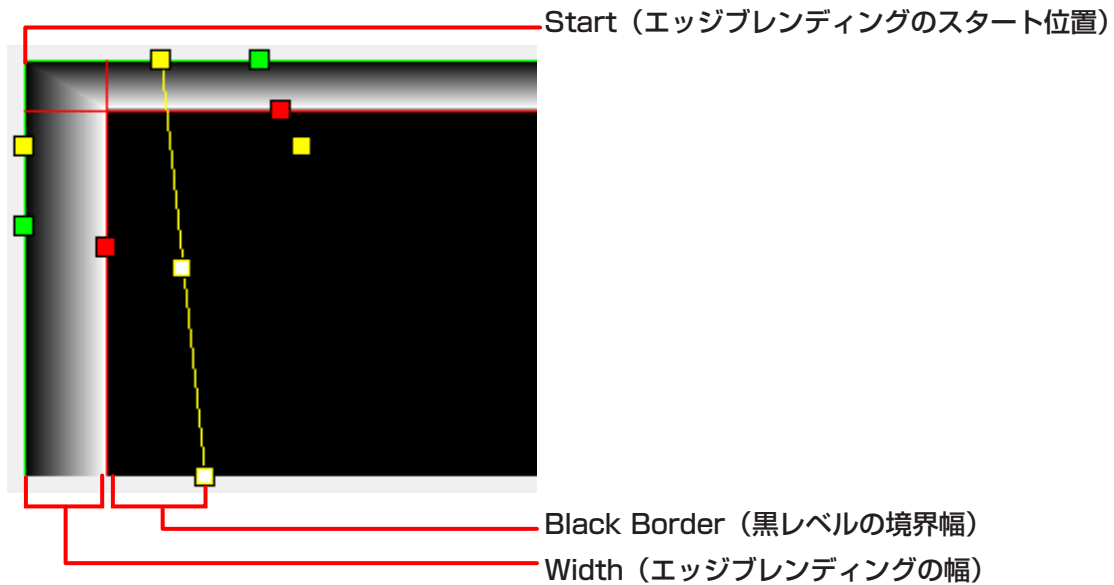 Start（エッジブレンディングのスタート位置）
Black Border（黒レベルの境界幅）
Width（エッジブレンディングの幅）